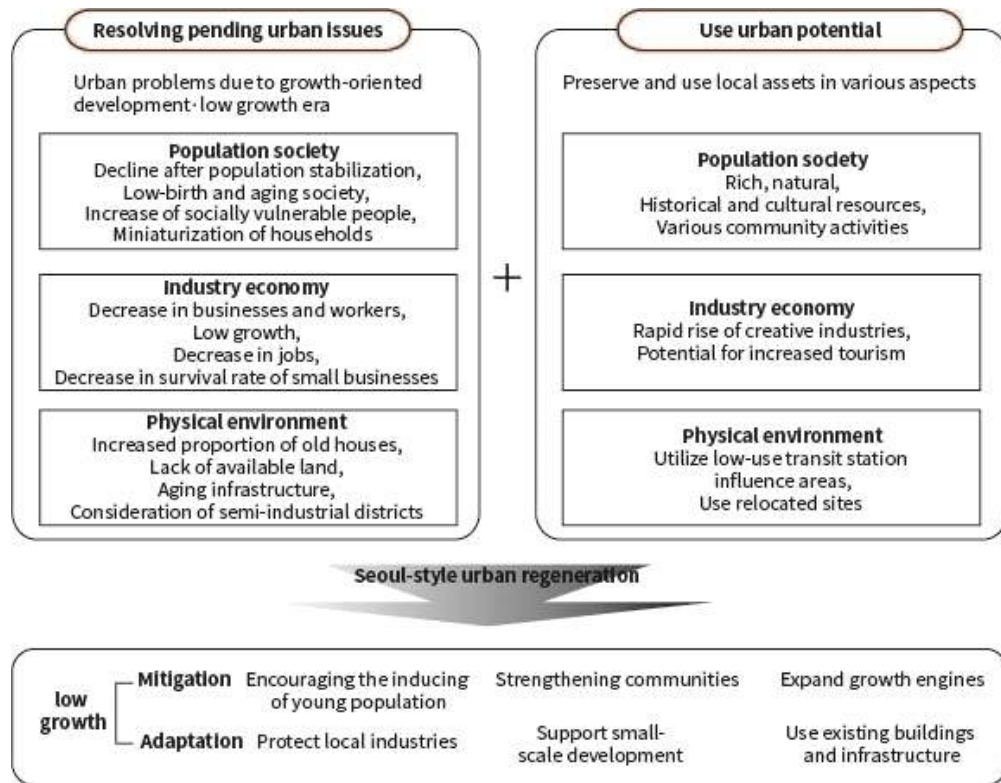 Resolving pending urban issues
Urban problems due to growth-oriented
development·low growth era
Population society
Decline after population stabilization,
Low-birth and aging society,
Increase of socially vulnerable people,
Miniaturization of households
Industry economy
Decrease in businesses and workers,
Low growth,
Decrease in jobs,
Decrease in survival rate of small businesses
Physical environment
Increased proportion of old houses,
Lack of available land,
Aging infrastructure,
Consideration of semi-industrial districts
+
Use urban potential
Preserve and use local assets in various aspects
Population society
Rich, natural,
Historical and cultural resources,
Various community activities
Industry economy
Rapid rise of creative industries,
Potential for increased tourism
Physical environment
Utilize low-use transit station
influence areas,
Use relocated sites
Seoul-style urban regeneration
low
growth
Mitigation
Encouraging the inducing
of young population
Strengthening communities
Expand growth engines
Adaptation
Protect local industries
Support small-
scale development
Use existing buildings
and infrastructure